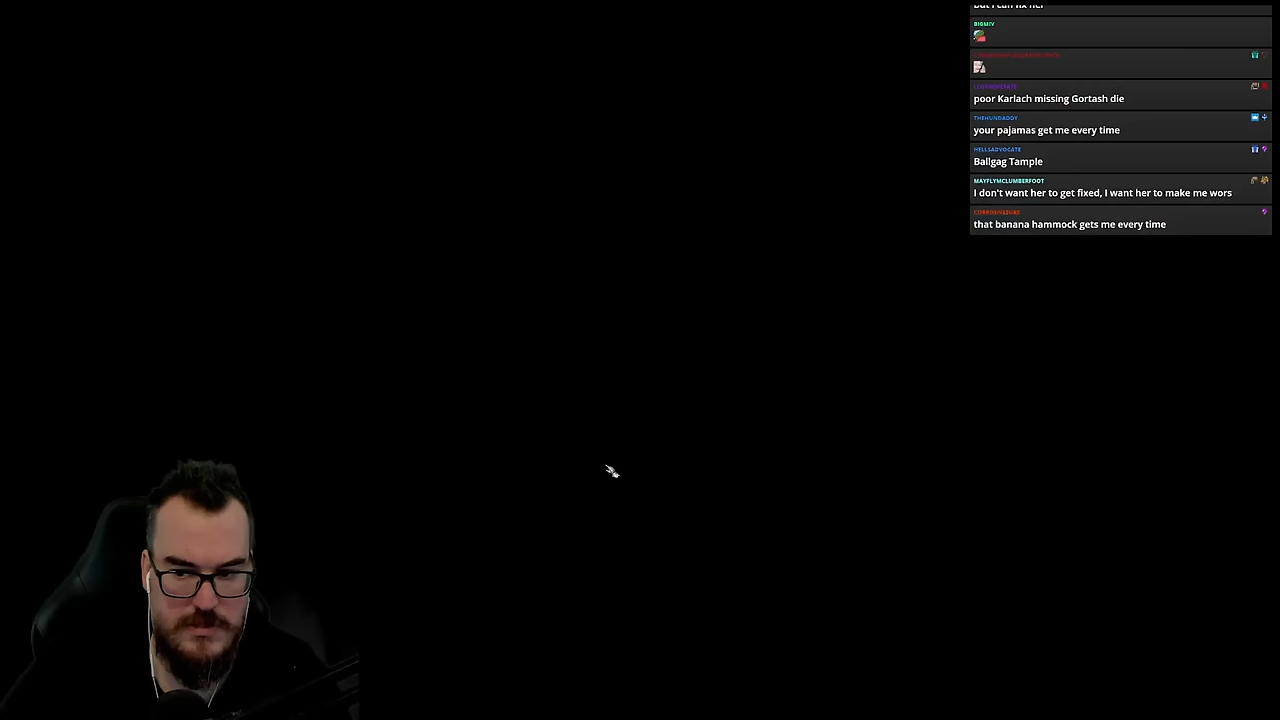 BIGMIV
poor Karlach missing Gortash die
THEHUNDADDY
your pajamas get me every time
HELLSADVOCATE
Ballgag Tample
MAYFLYMCLUMBERFOOT
I don't want her to get fixed, I want her to make me wors
that banana hammock gets me every time